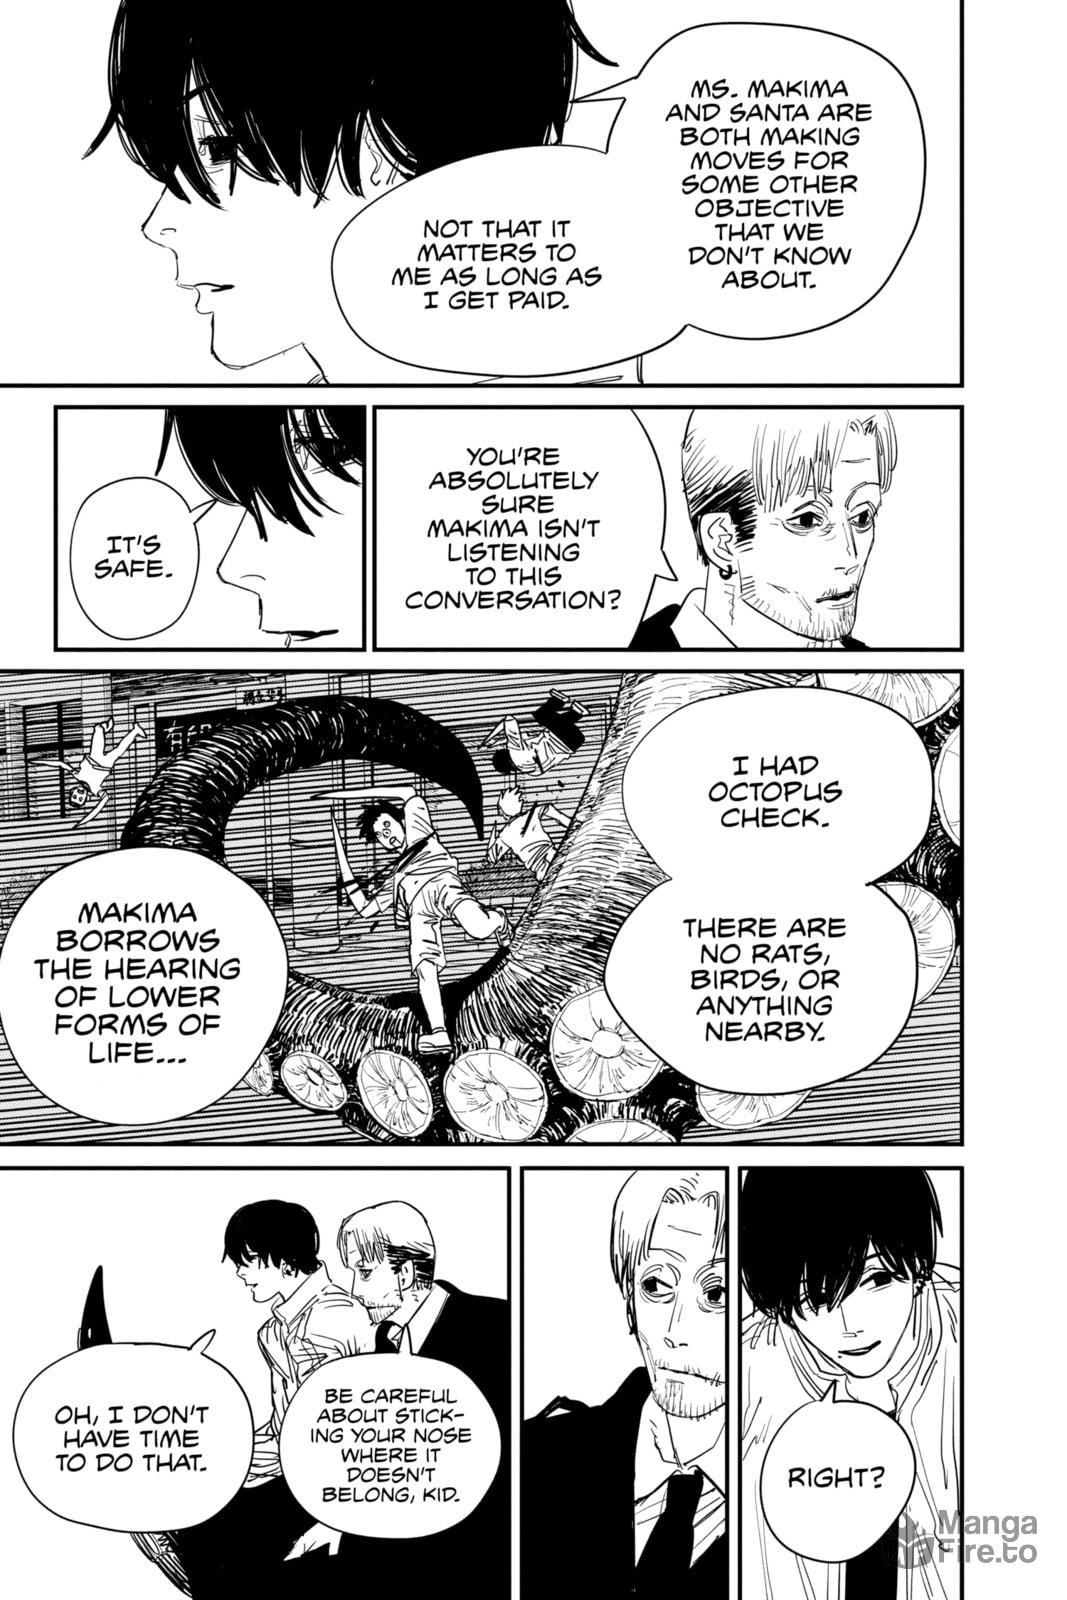 MS. MAKIMA
AND SANTA ARE
BOTH MAKING
MOVES FOR
SOME OTHER
OBJECTIVE
THAT WE
DON'T KNOW
ABOUT.
NOT THAT IT
MATTERS TO
ME AS LONG AS
I GET PAID.
YOU'RE
ABSOLUTELY
SURE
MAKIMA ISN'T
LISTENING
TO THIS
CONVERSATION?
IT'S
SAFE.
I HAD
OCTOPUS
CHECK.
THERE ARE
NO RATS,
BIRDS, OR
ANYTHING
NEARBY.
MAKIMA
BORROWS
THE HEARING
OF LOWER
FORMS OF
LIFE...
RIGHT?
BE CAREFUL
ABOUT STICK-
ING YOUR NOSE
WHERE IT
DOESN'T
BELONG, KID.
OH, I DON'T
HAVE TIME
TO DO THAT.
Manga
Fire.to